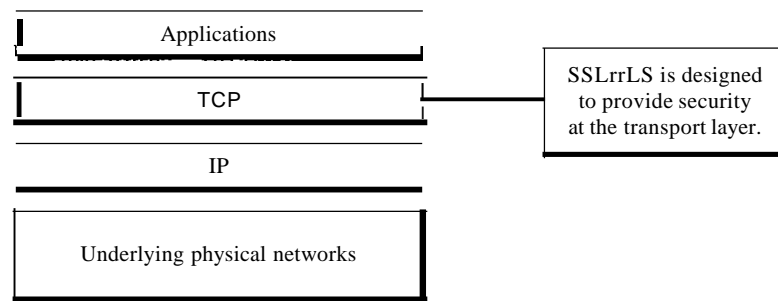 Applications
TCP
SSLrrLS is designed
to provide security
at the transport layer.
IP
Underlying physical networks